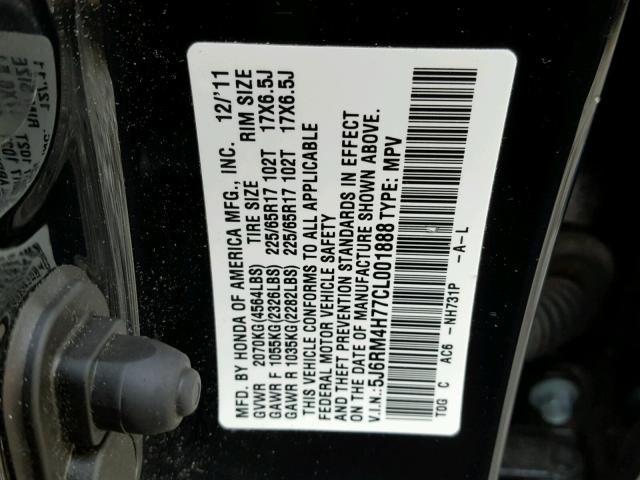 MFD. BY HONDA OF AMERICA MFG., INC. 12/'11
GVWR 2070KG(4564LBS) TIRE SIZE RIM SIZE
GAWR F 1055KG(2326LBS) 225/65R17 102T 17X6.5J
GAWR R 1035KG(2282LBS) 225/65R17 102T 17X6.5J
THIS VEHICLE CONFORMS TO ALL APPLICABLE
FEDERAL MOTOR VEHICLE SAFETY
AND THEFT PREVENTION STANDARDS IN EFFECT
ON THE DATE OF MANUFACTURE SHOWN ABOVE.
V.I.N.:5J6RM4H77CL001888 TYPE: MPV
T0G C AC6 -NH731P -A-L